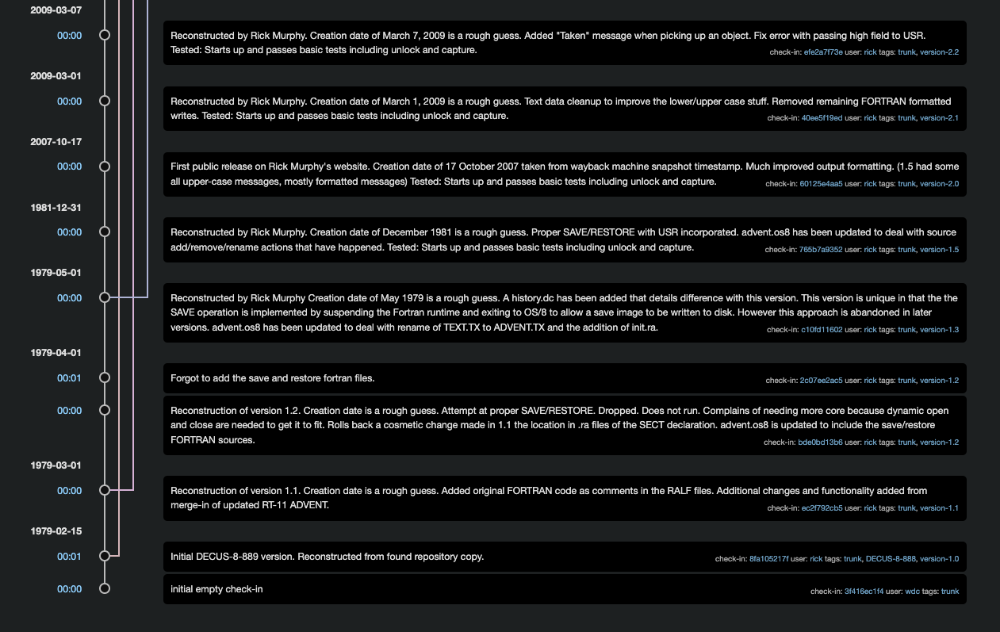 2009-03-07
00:00
Reconstructed by Rick Murphy. Creation date of March 7, 2009 is a rough guess. Added "Taken" message when picking up an object. Fix error with passing high field to USR.
Tested: Starts up and passes basic tests including unlock and capture.
check-in: efe2a7f73e user: rick tags: trunk, version-2.2
2009-03-01
00:00
Reconstructed by Rick Murphy. Creation date of March 1, 2009 is a rough guess. Text data cleanup to improve the lower/upper case stuff. Removed remaining FORTRAN formatted
writes. Tested: Starts up and passes basic tests including unlock and capture.
check-in: 40ee5f19ed user: rick tags: trunk, version-2.1
2007-10-17
00:00
First public release on Rick Murphy's website. Creation date of 17 October 2007 taken from wayback machine snapshot timestamp. Much improved output formatting. (1.5 had some
all upper-case messages, mostly formatted messages) Tested: Starts up and passes basic tests including unlock and capture.
check-in: 60125e4aa5 user: rick tags: trunk, version-2.0
1981-12-31
00:00
Reconstructed by Rick Murphy. Creation date of December 1981 is a rough guess. Proper SAVE/RESTORE with USR incorporated. advent.os8 has been updated to deal with source
add/remove/rename actions that have happened. Tested: Starts up and passes basic tests including unlock and capture.
check-in: 765b7a9352 user: rick tags: trunk, version-1.5
1979-05-01
00:00
Reconstructed by Rick Murphy Creation date of May 1979 is a rough guess. A history.dc has been added that details difference with this version. This version is unique in that the the
SAVE operation is implemented by suspending the Fortran runtime and exiting to OS/8 to allow a save image to be written to disk. However this approach is abandoned in later
versions. advent.os8 has been updated to deal with rename of TEXT.TX to ADVENT.TX and the addition of init.ra.
check-in: c10fd11602 user: rick tags: trunk, version-1.3
1979-04-01
00:01
Forgot to add the save and restore fortran files.
check-in: 2c07ee2ac5 user: rick tags: trunk, version-1.2
00:00
Reconstruction of version 1.2. Creation date is a rough guess. Attempt at proper SAVE/RESTORE. Dropped. Does not run. Complains of needing more core because dynamic open
and close are needed to get it to fit. Rolls back a cosmetic change made in 1.1 the location in .ra files of the SECT declaration. advent.os8 is updated to include the save/restore
FORTRAN sources.
check-in: bde0bd13b6 user: rick tags: trunk, version-1.2
1979-03-01
00:00
Reconstruction of version 1.1. Creation date is a rough guess. Added original FORTRAN code as comments in the RALF files. Additional changes and functionality added from
merge-in of updated RT-11 ADVENT.
check-in: ec2f792cb5 user: rick tags: trunk, version-1.1
1979-02-15
00:01
Initial DECUS-8-889 version. Reconstructed from found repository copy.
check-in: 8fa105217f user: rick tags: trunk, DECUS-8-888, version-1.0
00:00
initial empty check-in
check-in: 3f416ec1f4 user: wdc tags: trunk